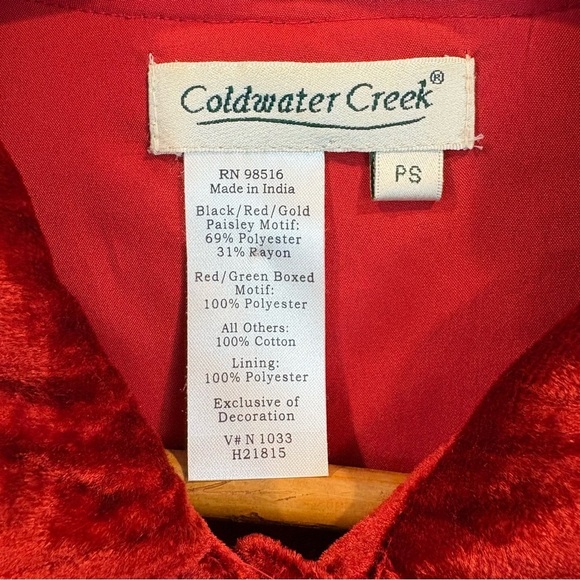 Coldwater Creek®
PS
RN 98516
Made in India
Black/Red/Gold
Paisley Motif:
69% Polyester
31% Rayon
Red/Green Boxed
Motif:
100% Polyester
All Others:
100% Cotton
Lining:
100% Polyester
Exclusive of
Decoration
V# N 1033
H21815